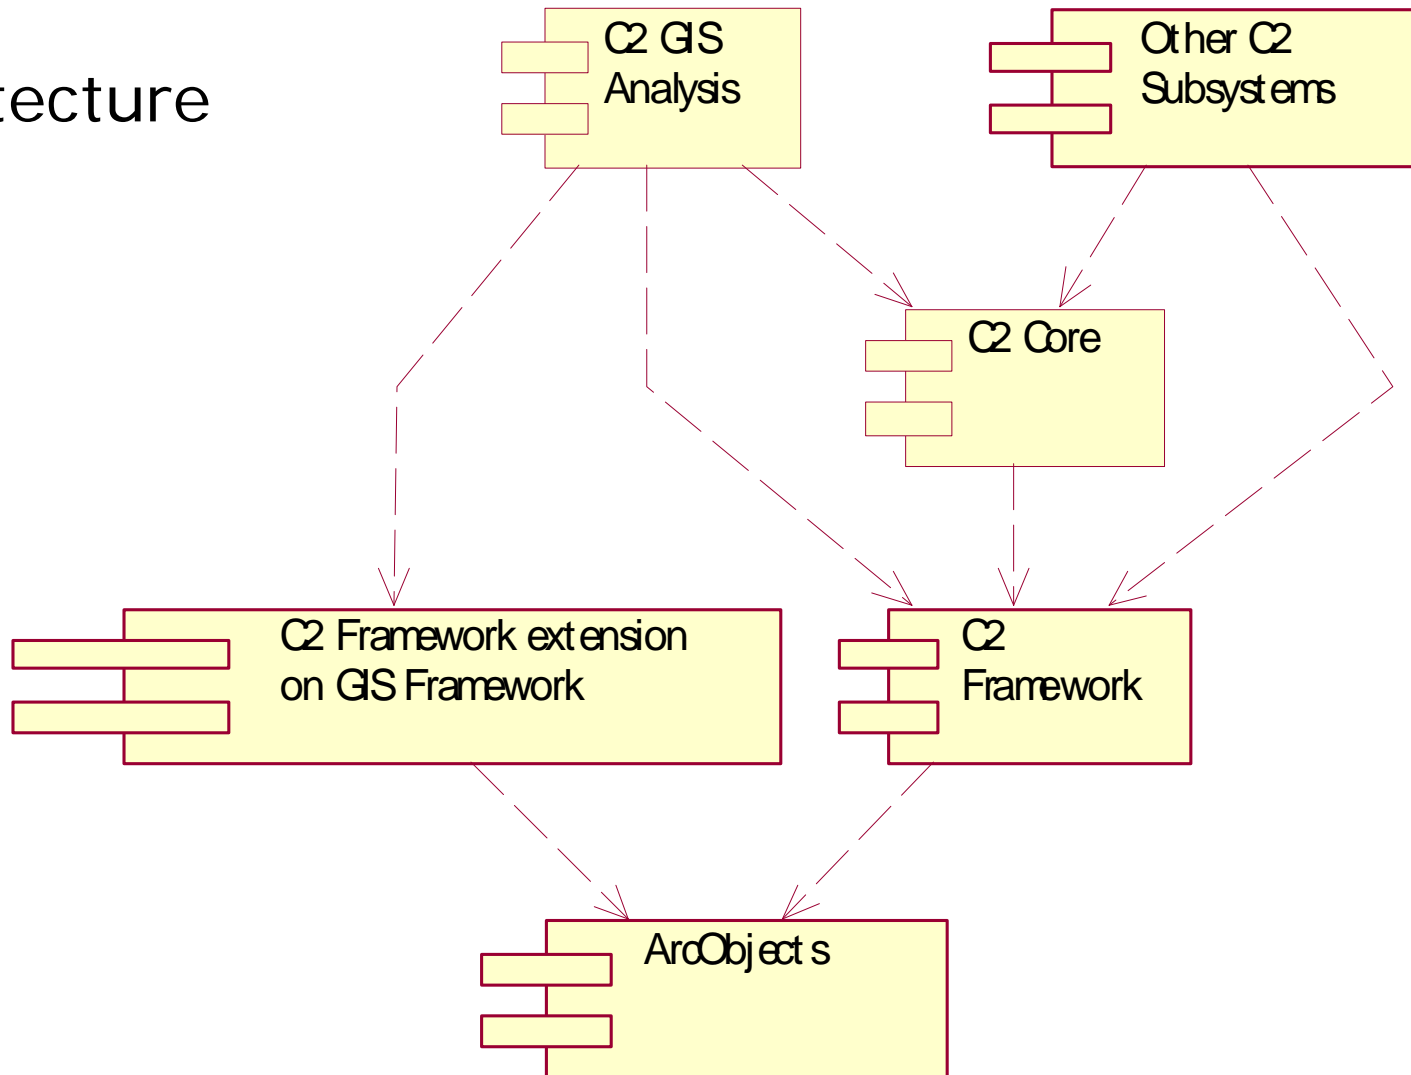 C2 GIS
Analysis
Other C2
Subsystems
tecture
C2 Core
C2 Framework extension
on GIS Framework
C2
Framework
ArcObjects